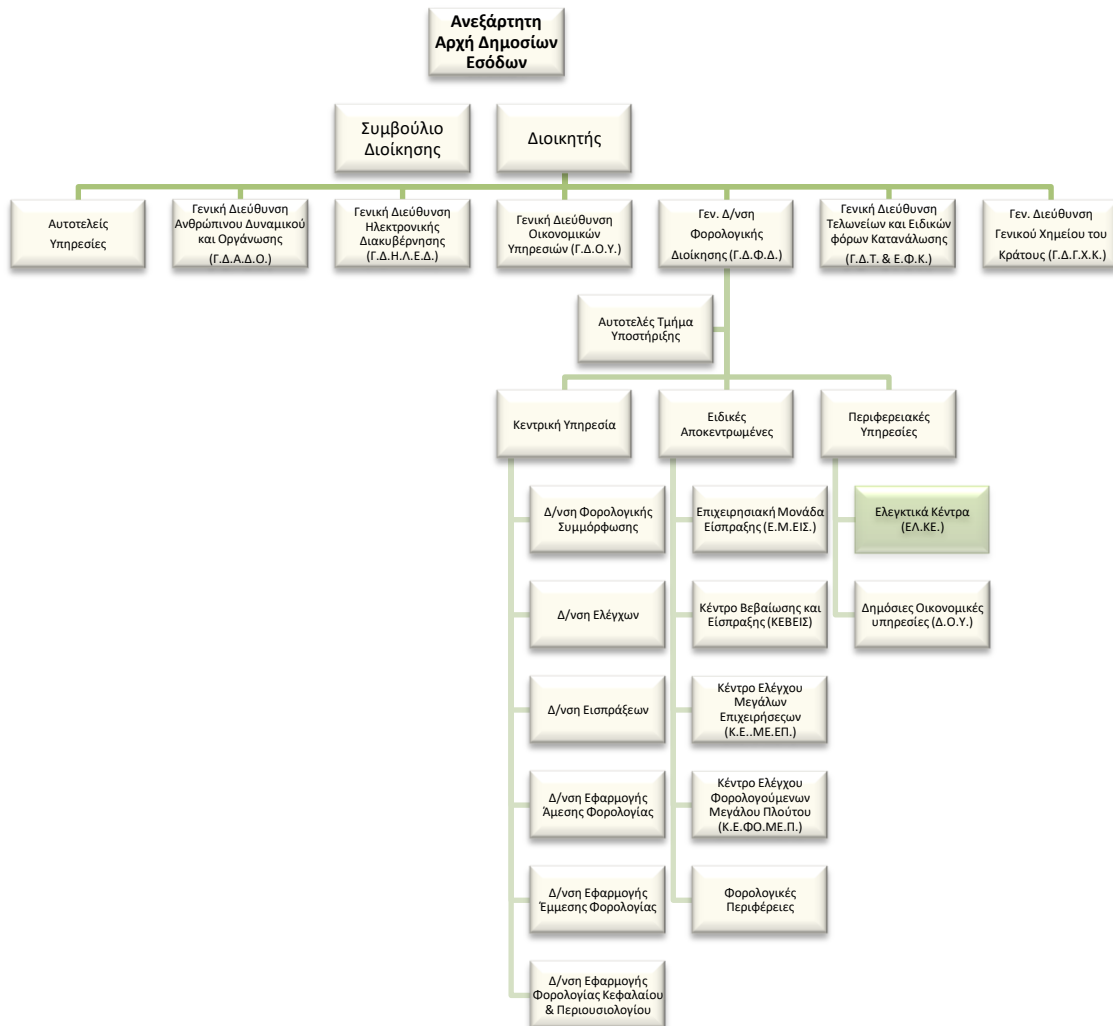 Ανεξάρτητη
Αρχή Δημοσίων
Εσόδων
Συμβούλιο
Διοίκησης
Διοικητής
Αυτοτελείς
Υπηρεσίες
Γενική Διεύθυνση
Ανθρώπινου Δυναμικού
και Οργάνωσης
(Γ.Δ.Α.Δ.Ο.)
Γενική Διεύθυνση
Ηλεκτρονικής
Διακυβέρνησης
(Γ.Δ.Η.Λ.Ε.Δ.)
Γενική Διεύθυνση
Οικονομικών
Υπηρεσιών (Γ.Δ.Ο.Υ.)
Γεν. Δ/νση
Φορολογικής
Διοίκησης (Γ.Δ.Φ.Δ.)
Γενική Διεύθυνση
Τελωνείων και Ειδικών
φόρων Κατανάλωσης
(Γ.Δ.Τ. & Ε.Φ.Κ.)
Γεν. Διεύθυνση
Γενικού Χημείου του
Κράτους (Γ.Δ.Γ.Χ.Κ.)
Αυτοτελές Τμήμα
Υποστήριξης
Κεντρική Υπηρεσία
Ειδικές
Αποκεντρωμένες
Περιφερειακές
Υπηρεσίες
Δ/νση Φορολογικής
Συμμόρφωσης
Επιχειρησιακή Μονάδα
Είσπραξης (Ε.Μ.ΕΙΣ.)
Ελεγκτικά Κέντρα
(ΕΛ.ΚΕ.)
Δ/νση Ελέγχων
Κέντρο Βεβαίωσης και
Είσπραξης (ΚΕΒΕΙΣ)
Δημόσιες Οικονομικές
υπηρεσίες (Δ.Ο.Υ.)
Δ/νση Εισπράξεων
Κέντρο Ελέγχου
Μεγάλων
Επιχειρήσεςων
(Κ.Ε..ΜΕ.ΕΠ.)
Δ/νση Εφαρμογής
Άμεσης Φορολογίας
Κέντρο Ελέγχου
Φορολογούμενων
Μεγάλου Πλούτου
(Κ.Ε.ΦΟ.ΜΕ.Π.)
Δ/νση Εφαρμογής
Έμμεσης Φορολογίας
Φορολογικές
Περιφέρειες
Δ/νση Εφαρμογής
Φορολογίας Κεφαλαίου
& Περιουσιολογίου